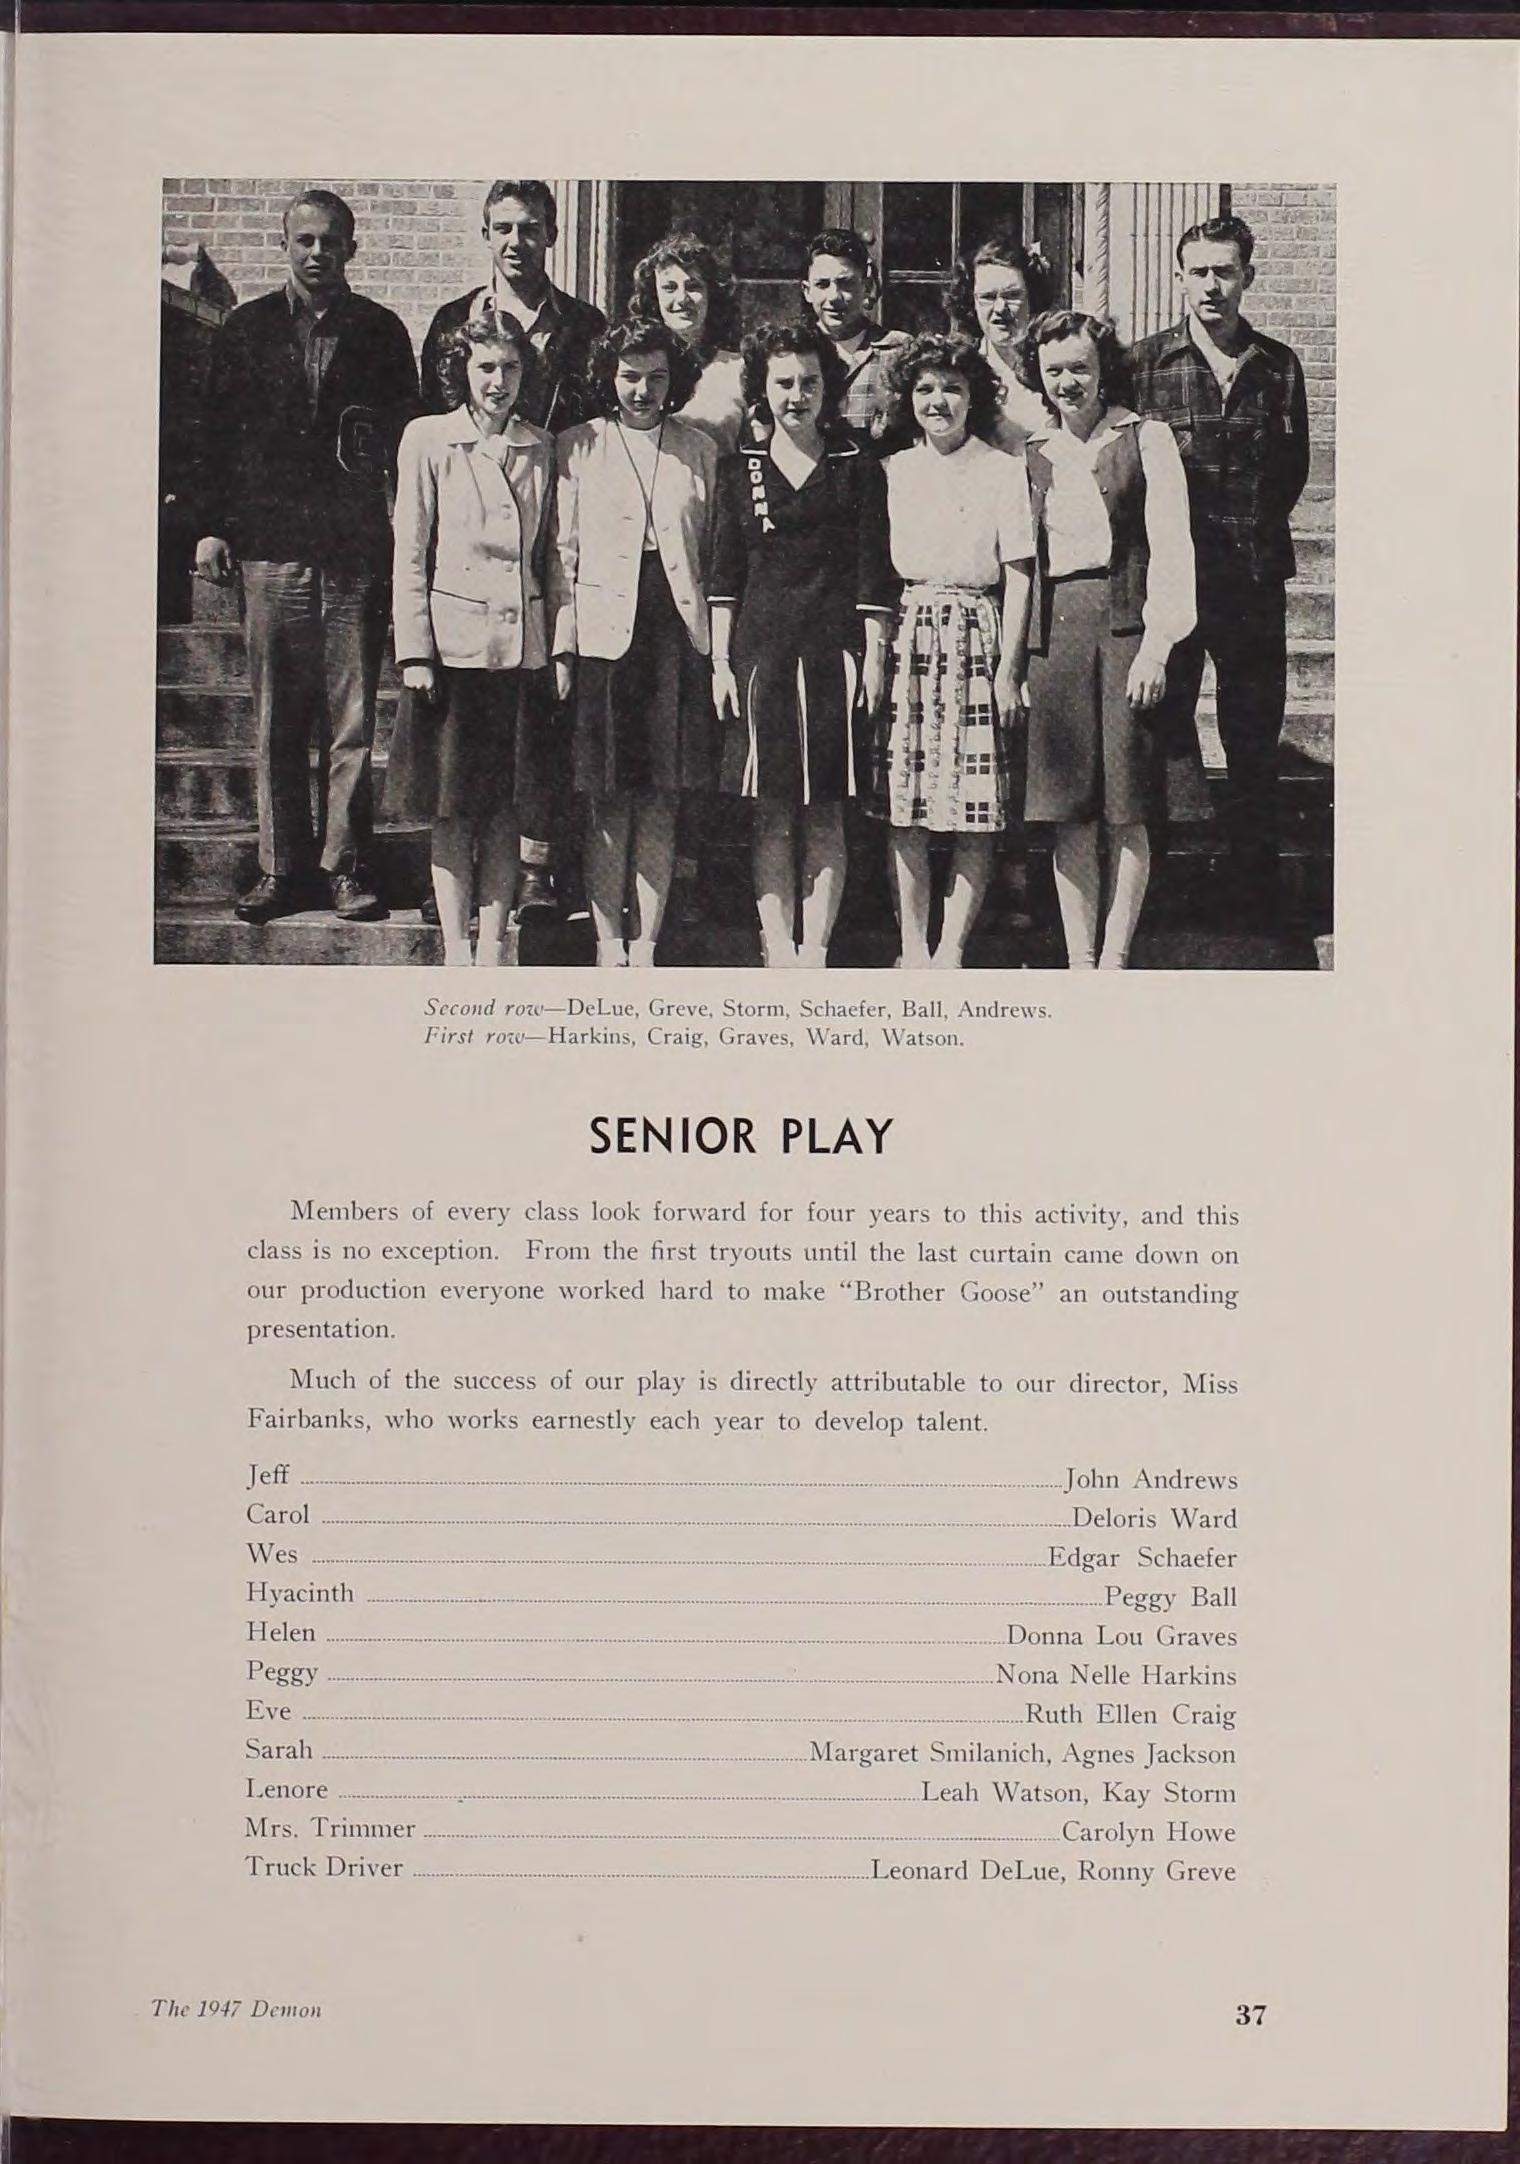 G
DONNA
Second row—DeLue, Greve, Storm, Schaefer, Ball, Andrews.
First row—Harkins, Craig, Graves, Ward, Watson.
SENIOR PLAY
Members of every class look forward for four years to this activity, and this
class is no exception. From the first tryouts until the last curtain came down on
our production everyone worked hard to make “Brother Goose” an outstanding
presentation.
Much of the success of our play is directly attributable to our director, Miss
Fairbanks, who works earnestly each year to develop talent.
Jeff ........ John Andrews
Carol ........ Deloris Ward
Wes ........ Edgar Schaefer
Hyacinth ........ Peggy Ball
Helen ........ Donna Lou Graves
Peggy ........ Nona Nelle Harkins
Eve ........ Ruth Ellen Craig
Sarah ........ Margaret Smilanich, Agnes Jackson
Lenore ........ Leah Watson, Kay Storm
Mrs. Trimmer ........ Carolyn Howe
Truck Driver ........ Leonard DeLue, Ronny Greve
The 1947 Demon
37